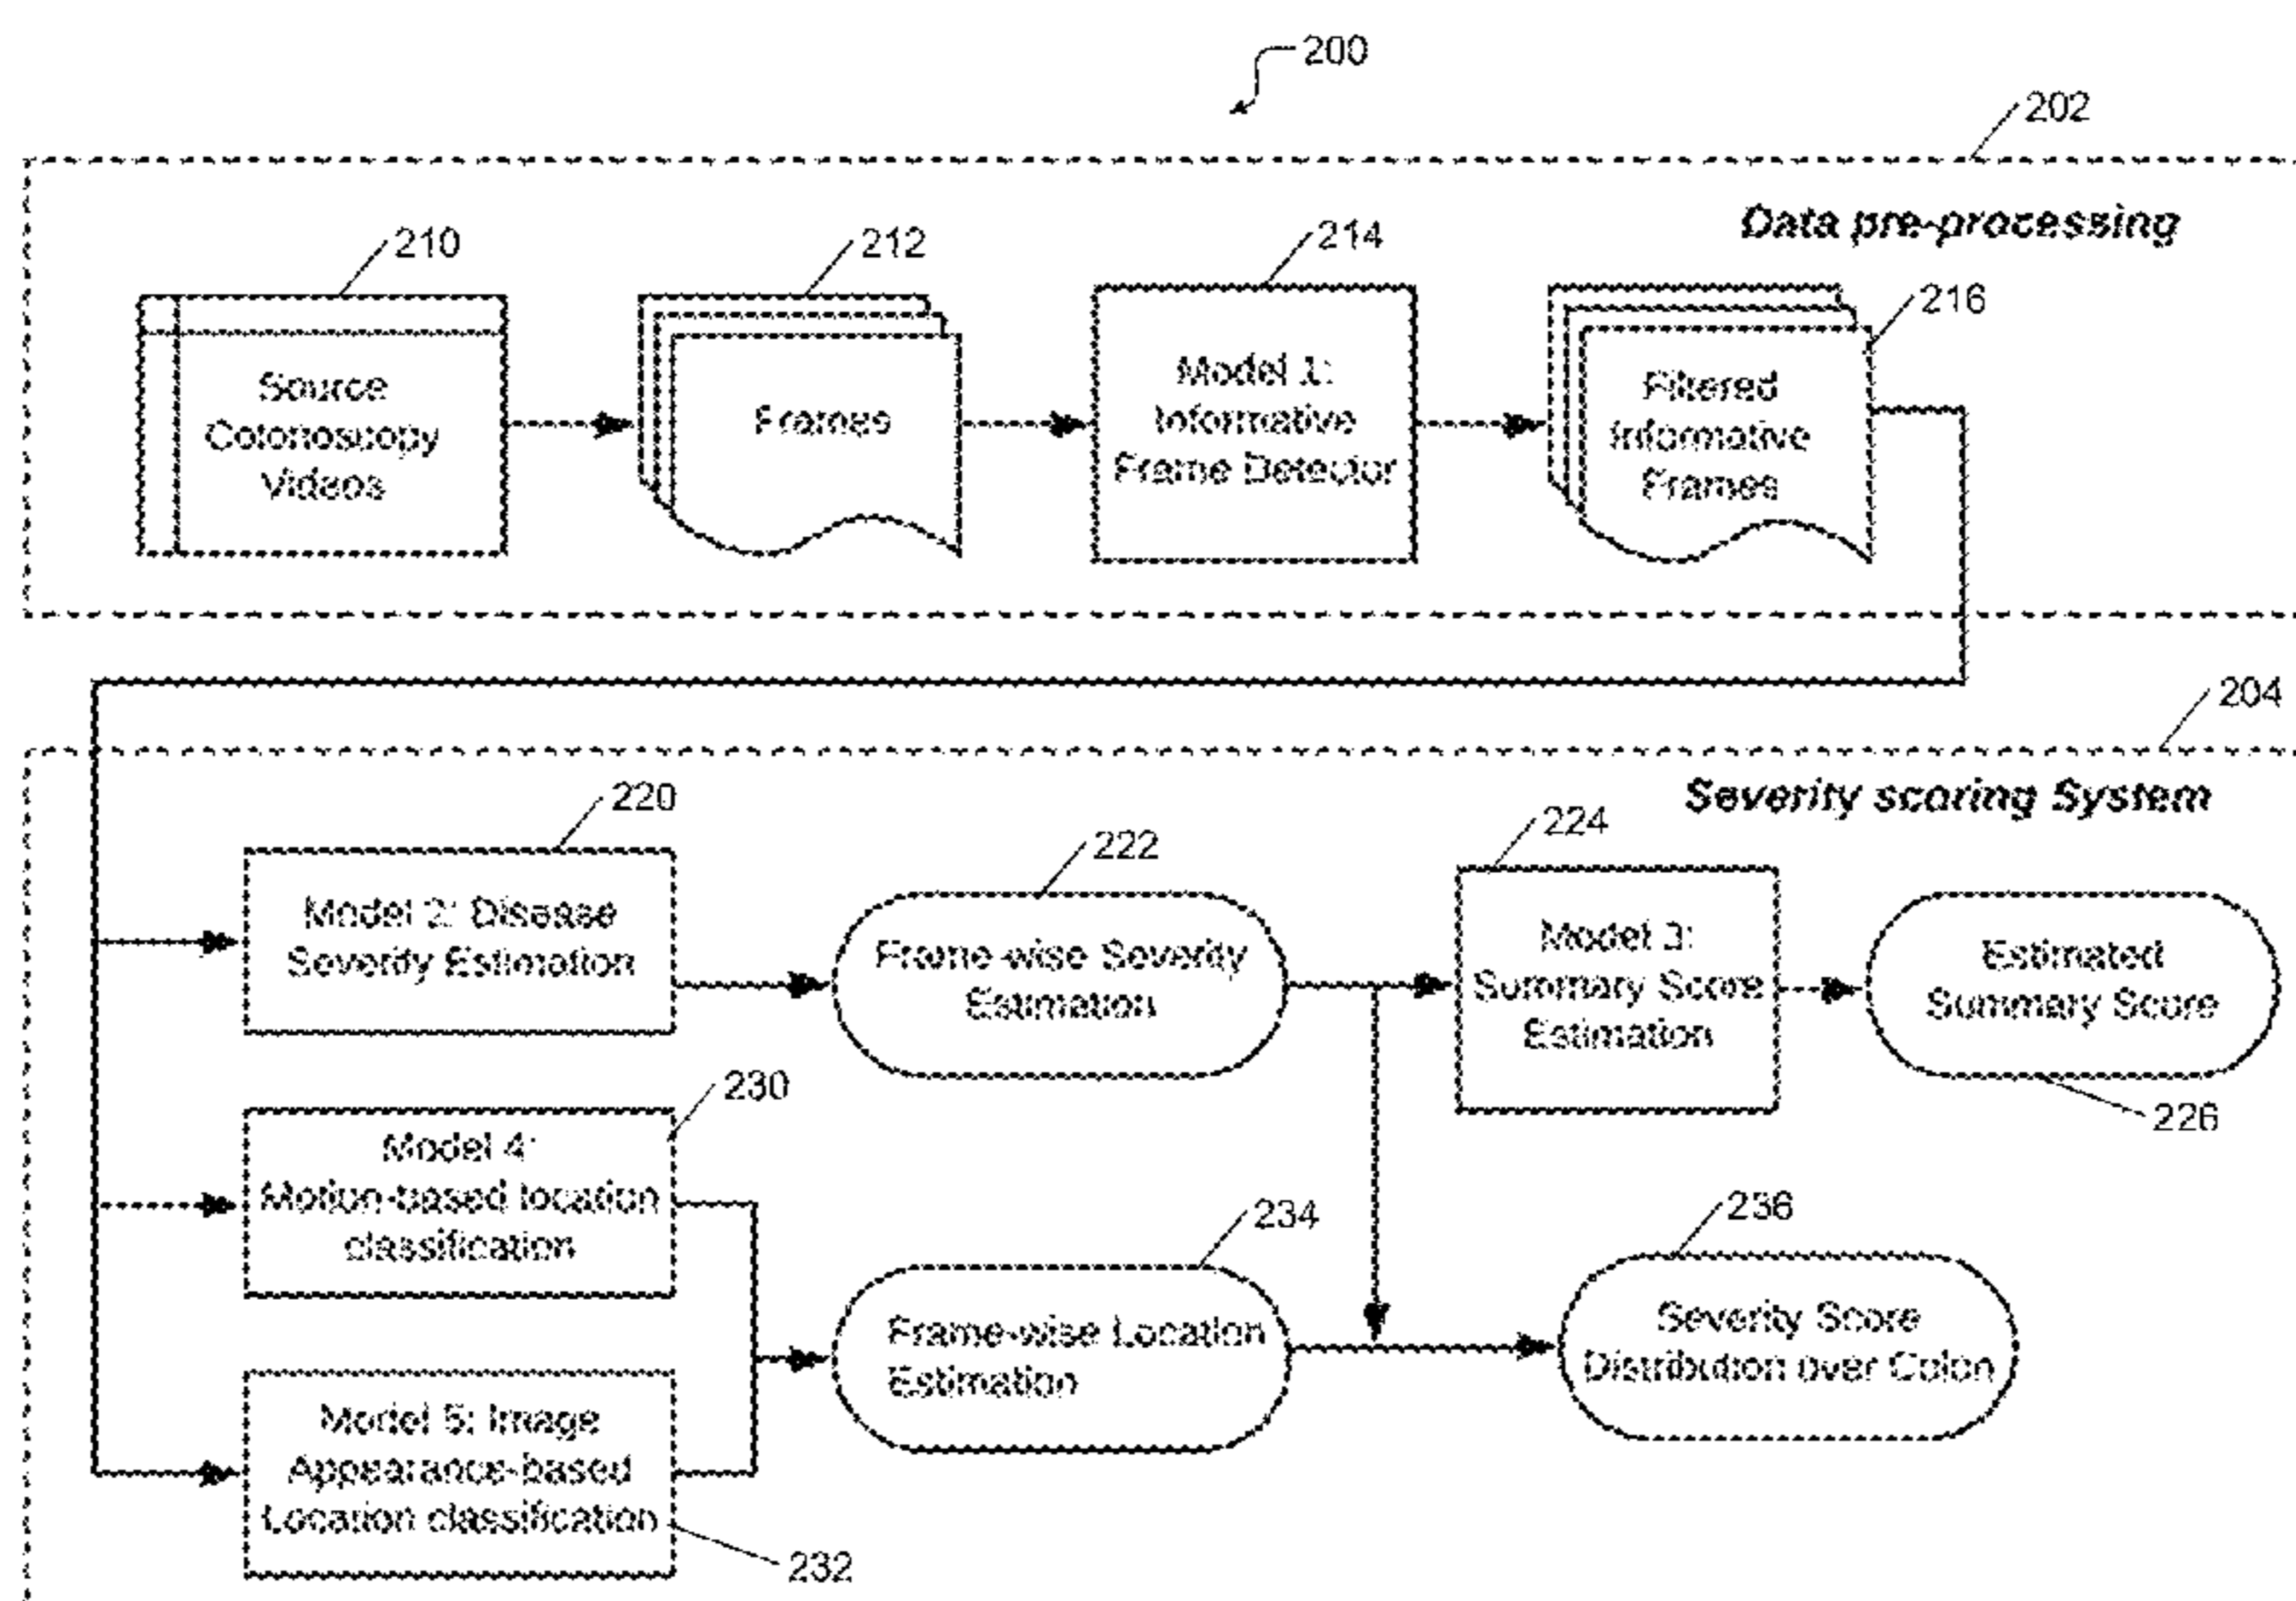 200
202
Data pre-processing
210
212
214
216
Source
Colonoscopy
Videos
Frames
Model 1:
Informative
Frame Detector
Filtered
Informative
Frames
204
Severity scoring System
220
222
224
Model 2: Disease
Severity Estimation
Frame-wise Severity
Estimation
Model 3:
Summary Score
Estimation
Estimated
Summary Score
226
230
Model 4:
Motion-based location
classification
234
236
Frame-wise Location
Estimation
Severity Score
Distribution over Colon
Model 5: Image
Appearance-based
Location classification
232